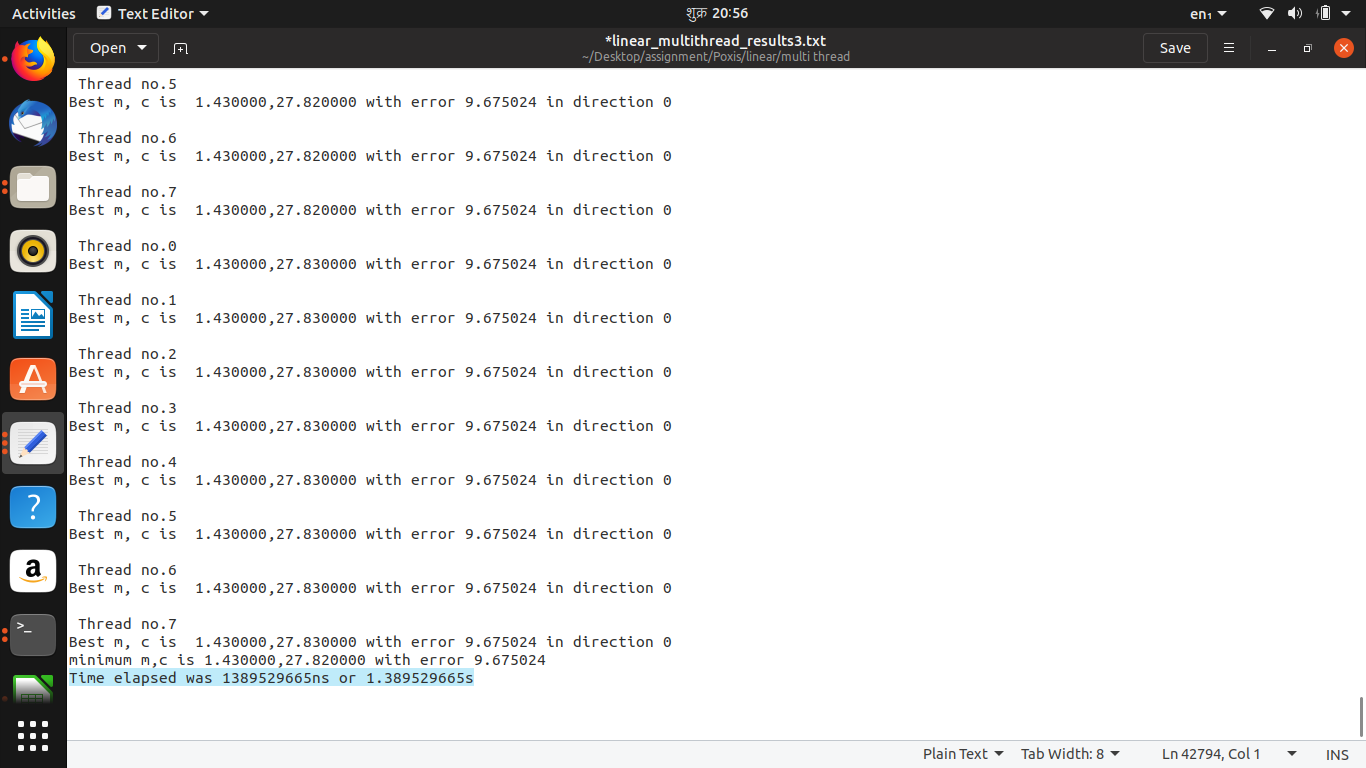 Activities Text Editor शुक्र 20:56 en₁
Open *linear_multithread_results3.txt Save
~/Desktop/assignment/Poxis/linear/multi thread
Thread no.5
Best m, c is  1.430000,27.820000 with error 9.675024 in direction 0
Thread no.6
Best m, c is  1.430000,27.820000 with error 9.675024 in direction 0
Thread no.7
Best m, c is  1.430000,27.820000 with error 9.675024 in direction 0
Thread no.0
Best m, c is  1.430000,27.830000 with error 9.675024 in direction 0
Thread no.1
Best m, c is  1.430000,27.830000 with error 9.675024 in direction 0
Thread no.2
Best m, c is  1.430000,27.830000 with error 9.675024 in direction 0
Thread no.3
Best m, c is  1.430000,27.830000 with error 9.675024 in direction 0
Thread no.4
Best m, c is  1.430000,27.830000 with error 9.675024 in direction 0
Thread no.5
Best m, c is  1.430000,27.830000 with error 9.675024 in direction 0
Thread no.6
Best m, c is  1.430000,27.830000 with error 9.675024 in direction 0
Thread no.7
Best m, c is  1.430000,27.830000 with error 9.675024 in direction 0
minimum m,c is 1.430000,27.820000 with error 9.675024
Time elapsed was 1389529665ns or 1.389529665s
Plain Text Tab Width: 8 Ln 42794, Col 1 INS